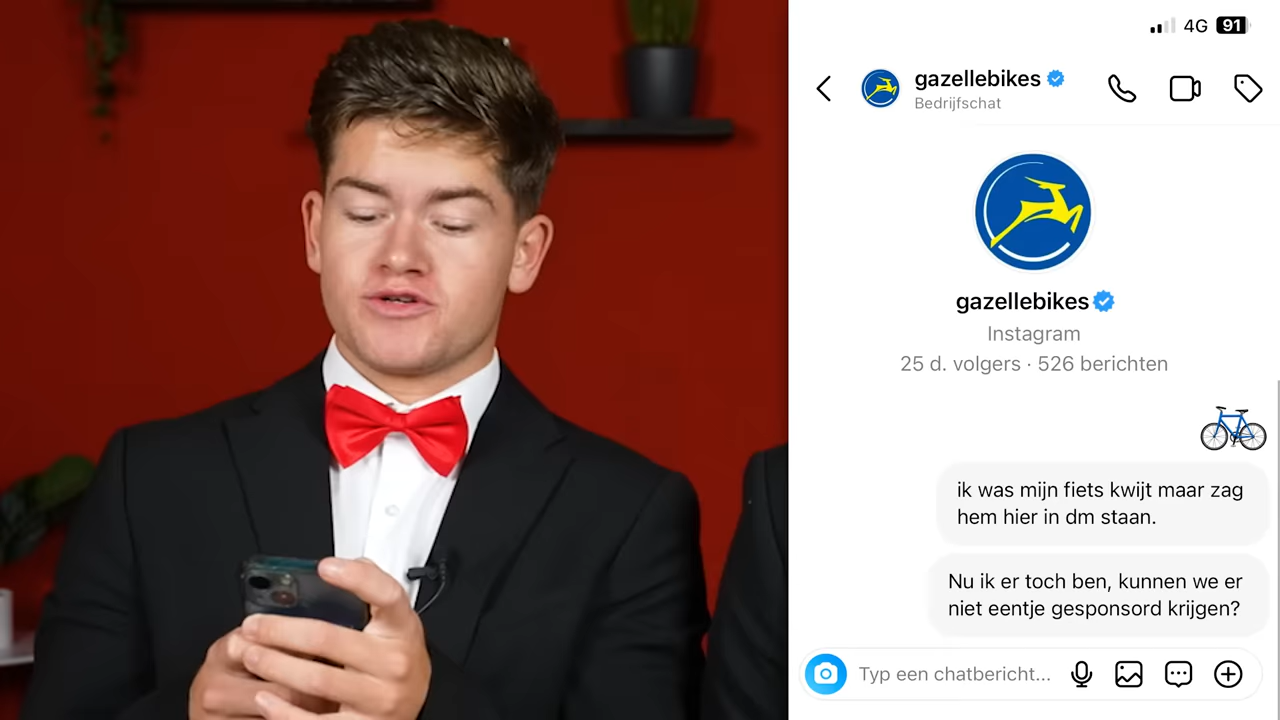 4G 91
gazellebikes
Bedrijfschat
gazellebikes
Instagram
25 d. volgers · 526 berichten
ik was mijn fiets kwijt maar zag
hem hier in dm staan.
Nu ik er toch ben, kunnen we er
niet eentje gesponsord krijgen?
Typ een chatbericht...